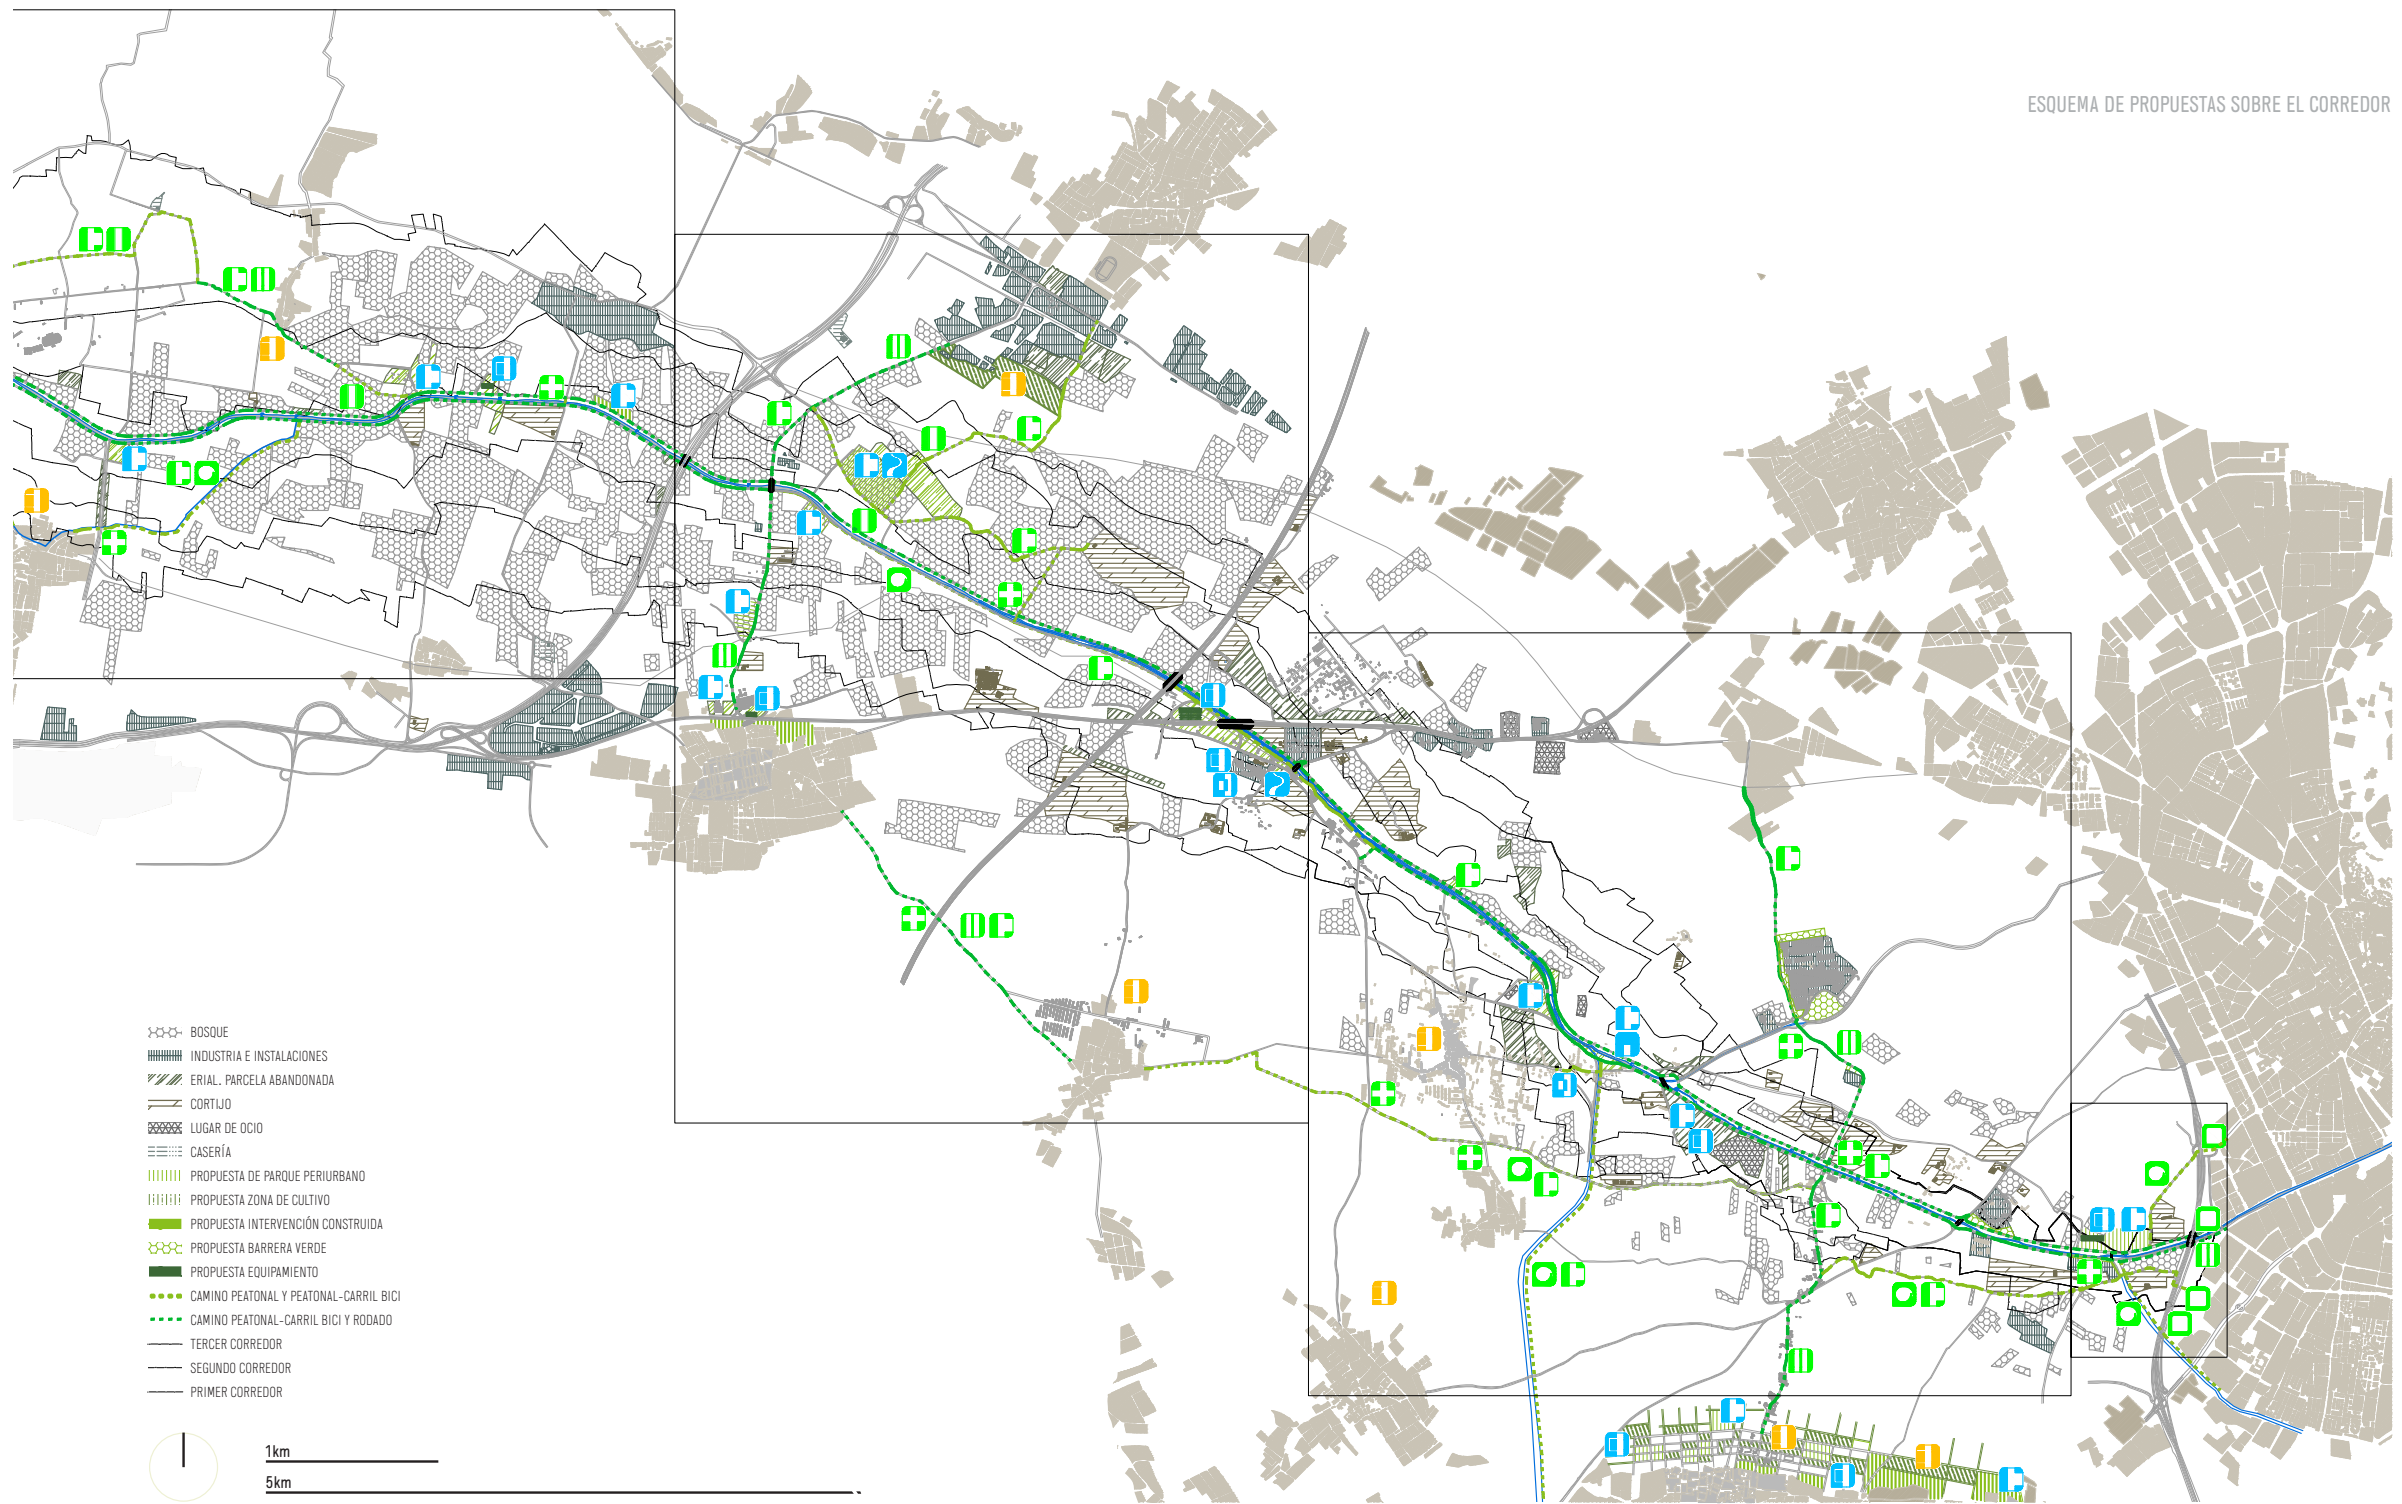 ESQUEMA DE PROPUESTAS SOBRE EL CORREDOR
BOSQUE
INDUSTRIA E INSTALACIONES
ERIAL. PARCELA ABANDONADA
CORTIJO
LUGAR DE OCIO
CASERÍA
PROPUESTA DE PARQUE PERIURBANO
PROPUESTA ZONA DE CULTIVO
PROPUESTA INTERVENCIÓN CONSTRUIDA
PROPUESTA BARRERA VERDE
PROPUESTA EQUIPAMIENTO
CAMINO PEATONAL Y PEATONAL-CARRIL BICI
CAMINO PEATONAL-CARRIL BICI Y RODADO
TERCER CORREDOR
SEGUNDO CORREDOR
PRIMER CORREDOR
1km
5km